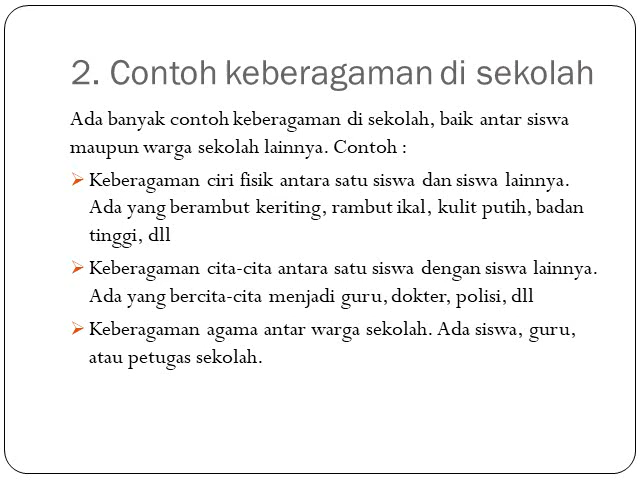 2. Contoh keberagaman di sekolah
Ada banyak contoh keberagaman di sekolah, baik antar siswa
maupun warga sekolah lainnya. Contoh :
Keberagaman ciri fisik antara satu siswa dan siswa lainnya.
Ada yang berambut keriting, rambut ikal, kulit putih, badan
tinggi, dll
Keberagaman cita-cita antara satu siswa dengan siswa lainnya.
Ada yang bercita-cita menjadi guru, dokter, polisi, dll
Keberagaman agama antar warga sekolah. Ada siswa, guru,
atau petugas sekolah.